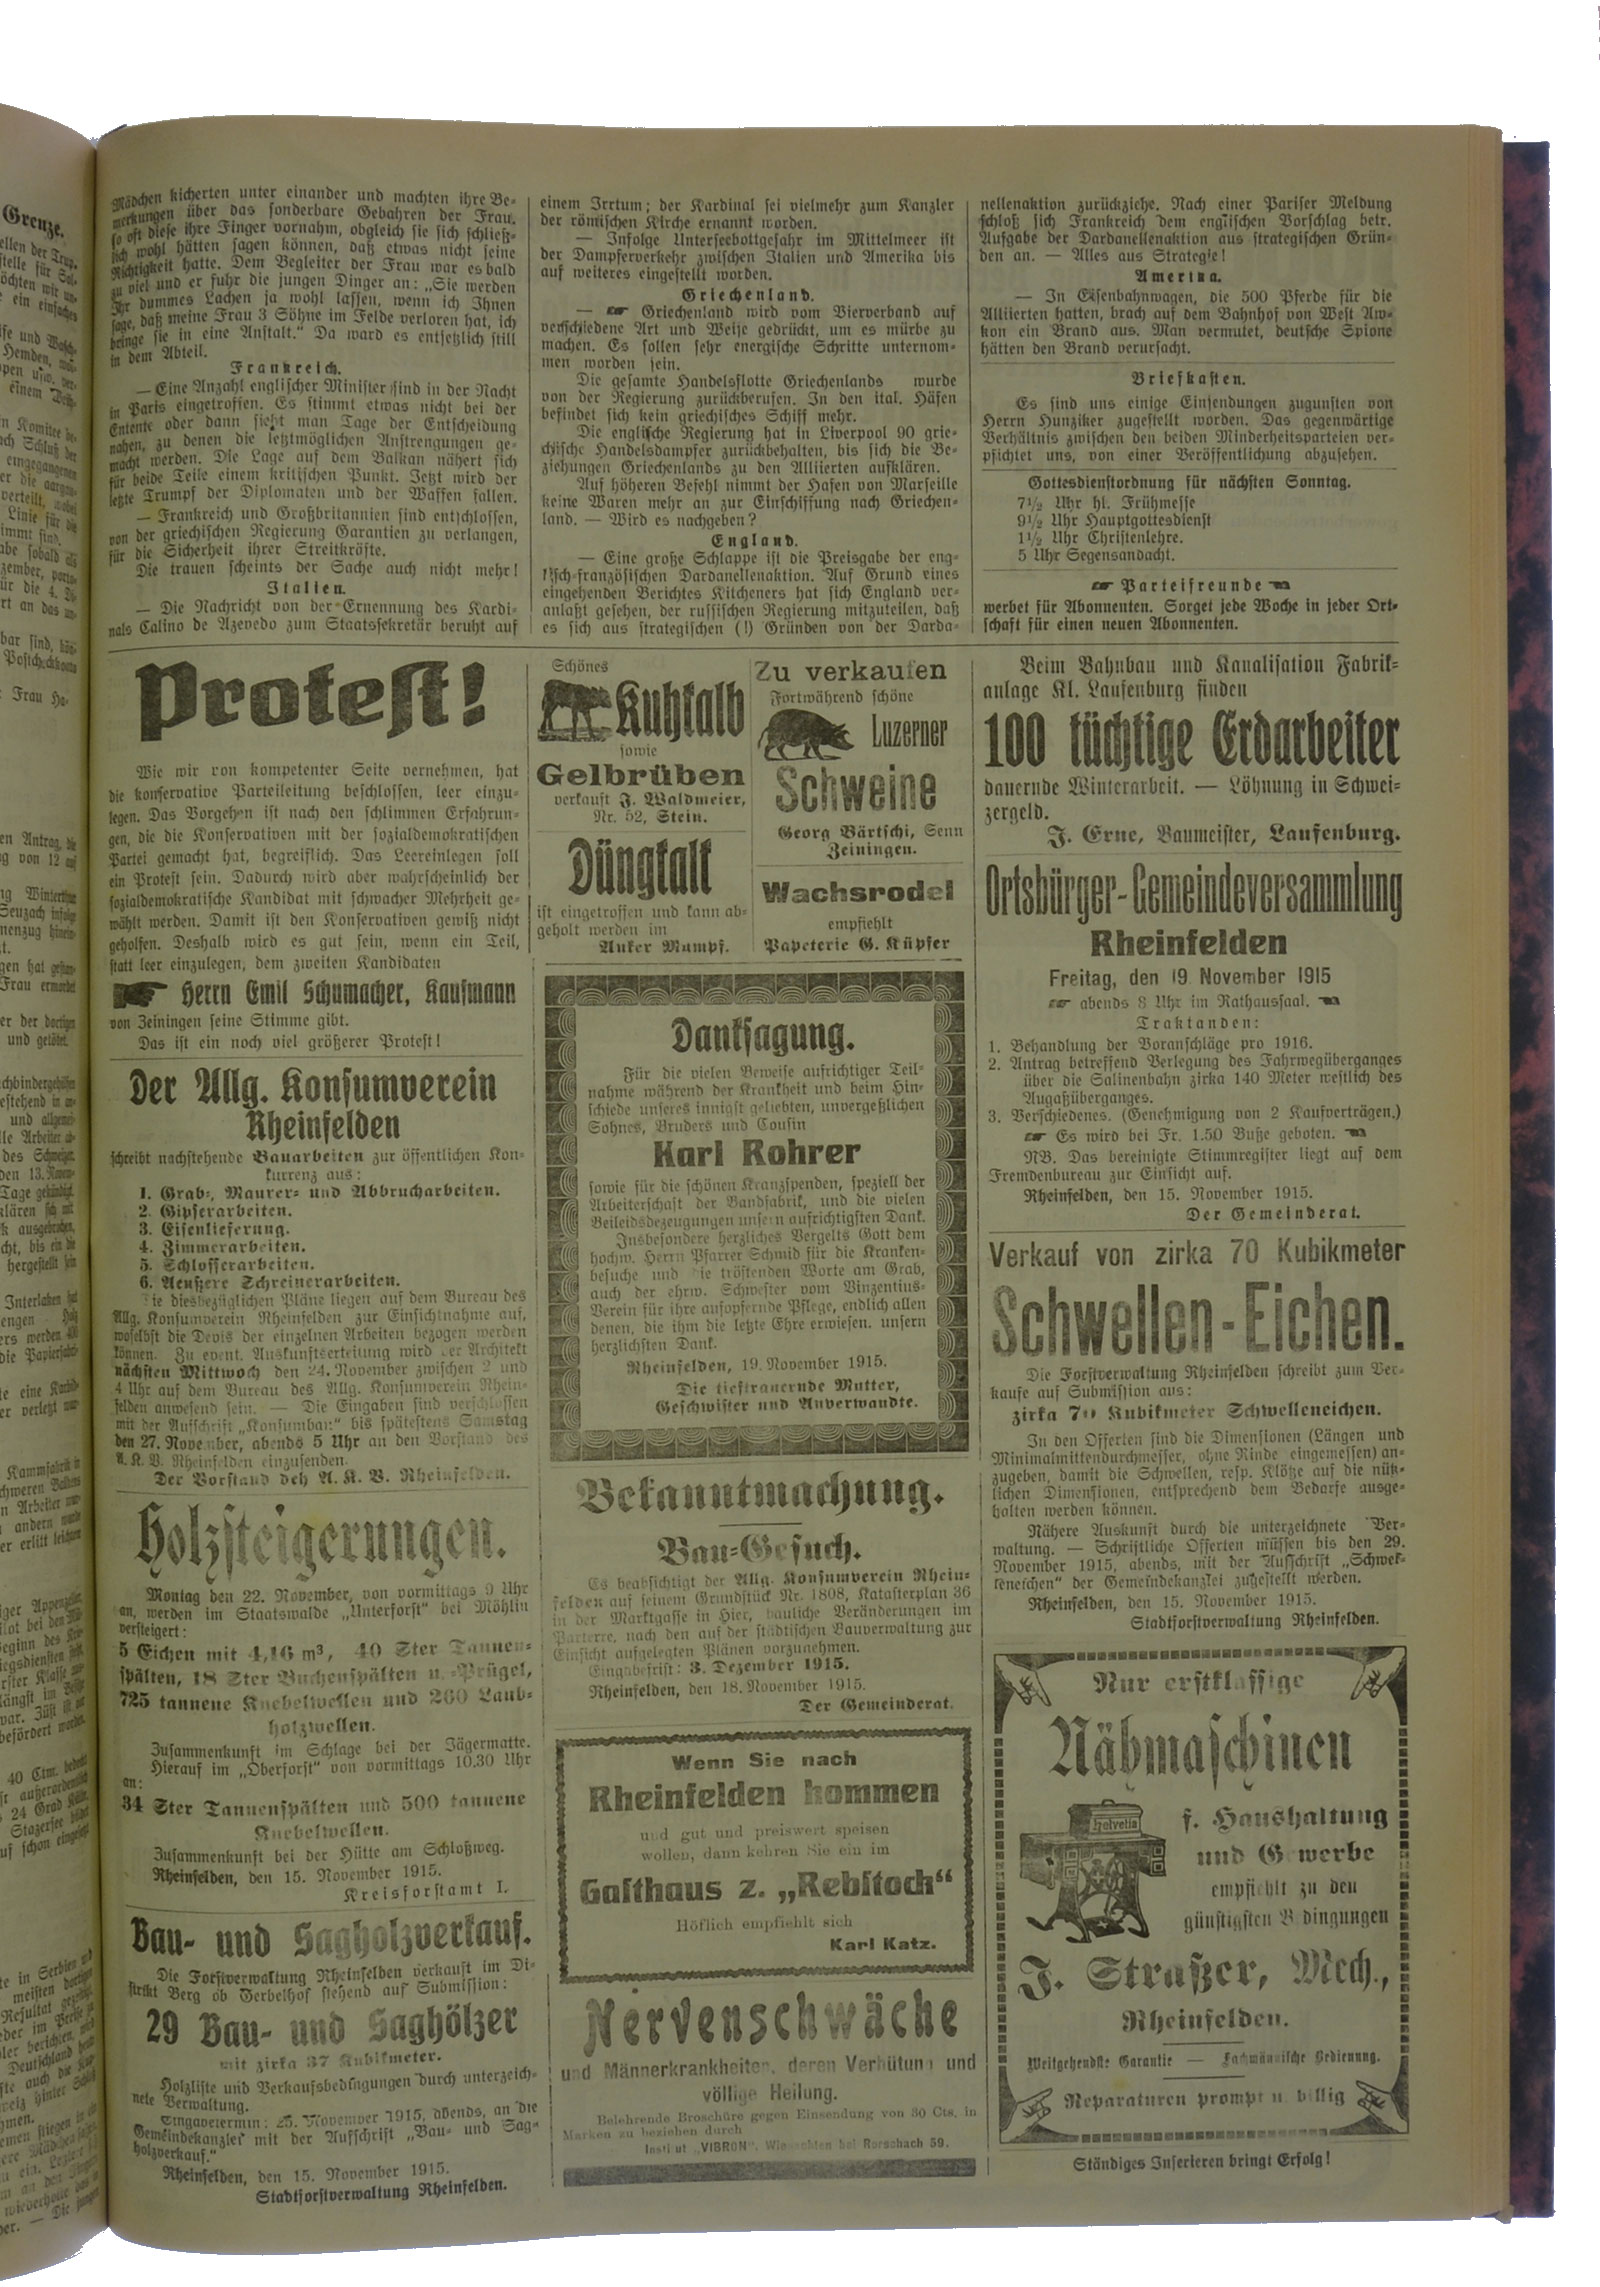 Mädchen kicherten unter einander und machten ihre Be-
merkungen über das sonderbare Gebahren der Frau,
so oft diese ihre Finger vornahm, obgleich sie sich schließ-
lich wohl hätten sagen können, daß etwas nicht seine
Richtigkeit hatte. Dem Begleiter der Frau war es bald
zu viel und er fuhr die jungen Dinger an: „Sie werden
Ihr dummes Lachen ja wohl lassen, wenn ich Ihnen
sage, daß meine Frau 3 Söhne im Felde verloren hat, ich
bringe sie in eine Anstalt.“ Da ward es entsetzlich still
in dem Abteil.
Frankreich.
— Eine Anzahl englischer Minister sind in der Nacht
in Paris eingetroffen. Es stimmt etwas nicht bei der
Entente oder dann sieht man Tage der Entscheidung
nahen, zu denen die letztmöglichen Anstrengungen ge-
macht werden. Die Lage auf dem Balkan nähert sich
für beide Teile einem kritischen Punkt. Jetzt wird der
letzte Trumpf der Diplomaten und der Waffen fallen.
— Frankreich und Großbritannien sind entschlossen,
von der griechischen Regierung Garantien zu verlangen,
für die Sicherheit ihrer Streitkräfte.
Die trauen scheints der Sache auch nicht mehr!
Italien.
— Die Nachricht von der Ernennung des Kardi-
nals Calino de Azevedo zum Staatssekretär beruht auf
einem Irrtum; der Kardinal sei vielmehr zum Kanzler
der römischen Kirche ernannt worden.
— Infolge Unterseebottgefahr im Mittelmeer ist
der Dampferverkehr zwischen Italien und Amerika bis
auf weiteres eingestellt worden.
Griechenland.
— ☛ Griechenland wird vom Vierverband auf
verschiedene Art und Weise gedrückt, um es mürbe zu
machen. Es sollen sehr energische Schritte unternom-
men worden sein.
Die gesamte Handelsflotte Griechenlands wurde
von der Regierung zurückberufen. In den ital. Häfen
befindet sich kein griechisches Schiff mehr.
Die englische Regierung hat in Liverpool 90 grie-
chische Handelsdampfer zurückbehalten, bis sich die Be-
ziehungen Griechenlands zu den Alliierten aufklären.
Auf höheren Befehl nimmt der Hafen von Marseille
keine Waren mehr an zur Einschiffung nach Griechen-
land. — Wird es nachgeben?
England.
— Eine große Schlappe ist die Preisgabe der eng-
lisch-französischen Dardanellenaktion. Auf Grund eines
eingehenden Berichtes Kitcheners hat sich England ver-
anlaßt gesehen, der russischen Regierung mitzuteilen, daß
es sich aus strategischen (!) Gründen von der Darda-
nellenaktion zurückziehe. Nach einer Pariser Meldung
schloß sich Frankreich dem englischen Vorschlag betr.
Aufgabe der Dardanellenaktion aus strategischen Grün-
den an. — Alles aus Strategie!
Amerika.
— In Eisenbahnwagen, die 500 Pferde für die
Alliierten hatten, brach auf dem Bahnhof von West Aw-
kon ein Brand aus. Man vermutet, deutsche Spione
hätten den Brand verursacht.
Briefkasten.
Es sind uns einige Einsendungen zugunsten von
Herrn Hunziker zugestellt worden. Das gegenwärtige
Verhältnis zwischen den beiden Minderheitsparteien ver-
pflichtet uns, von einer Veröffentlichung abzusehen.
Gottesdienstordnung für nächsten Sonntag.
7½ Uhr hl. Frühmesse
9½ Uhr Hauptgottesdienst
1½ Uhr Christenlehre.
5 Uhr Segensandacht.
☛ Parteifreunde ☚
werbet für Abonnenten. Sorget jede Woche in jeder Ort-
schaft für einen neuen Abonnenten.
Protest!
Wie wir von kompetenter Seite vernehmen, hat
die konservative Parteileitung beschlossen, leer einzu-
legen. Das Vorgehen ist nach den schlimmen Erfahrun-
gen, die die Konservativen mit der sozialdemokratischen
Partei gemacht hat, begreiflich. Das Leereinlegen soll
ein Protest sein. Dadurch wird aber wahrscheinlich der
sozialdemokratische Kandidat mit schwacher Mehrheit ge-
wählt werden. Damit ist den Konservativen gewiß nicht
geholfen. Deshalb wird es gut sein, wenn ein Teil,
statt leer einzulegen, dem zweiten Kandidaten
☛ Herrn Emil Schumacher, Kaufmann
von Zeiningen seine Stimme gibt.
Das ist ein noch viel größerer Protest!
Der Allg. Konsumverein
Rheinfelden
schreibt nachstehende Bauarbeiten zur öffentlichen Kon-
kurrenz aus:
1. Grab-, Maurer- und Abbrucharbeiten.
2. Gipserarbeiten.
3. Eisenlieferung.
4. Zimmerarbeiten.
5. Schlosserarbeiten.
6. Aeußere Schreinerarbeiten.
Die diesbezüglichen Pläne liegen auf dem Bureau des
Allg. Konsumverein Rheinfelden zur Einsichtnahme auf,
woselbst die Devis der einzelnen Arbeiten bezogen werden
können. Zu event. Auskunftserteilung wird der Architekt
nächsten Mittwoch den 24. November zwischen 2 und
4 Uhr auf dem Bureau des Allg. Konsumverein Rhein-
felden anwesend sein. — Die Eingaben sind verschlossen
mit der Aufschrift „Konsumbau“ bis spätestens Samstag
den 27. November, abends 5 Uhr an den Vorstand des
A. K. V. Rheinfelden einzusenden.
Der Vorstand deh A. K. V. Rheinfelden.
Holzsteigerungen.
Montag den 22. November, von vormittags 9 Uhr
an, werden im Staatswalde „Unterforst“ bei Möhlin
versteigert:
5 Eichen mit 4,16 m³, 40 Ster Tannen-
spälten, 18 Ster Buchenspälten u. -Prügel,
725 tannene Knebelwellen und 260 Laub-
holzwellen.
Zusammenkunft im Schlage bei der Jägermatte.
Hierauf im „Oberforst“ von vormittags 10.30 Uhr
an:
34 Ster Tannenspälten und 500 tannene
Knebelwellen.
Zusammenkunft bei der Hütte am Schloßweg.
Rheinfelden, den 15. November 1915.
Kreisforstamt I.
Bau- und Sagholzverkauf.
Die Forstverwaltung Rheinfelden verkauft im Di-
strikt Berg ob Gerbelhof stehend auf Submission:
29 Bau- und Saghölzer
mit zirka 37 Kubikmeter.
Holzliste und Verkaufsbedingungen durch unterzeich-
nete Verwaltung.
Eingabetermin: 25. November 1915, abends, an die
Gemeindekanzlei mit der Aufschrift „Bau- und Sag-
holzverkauf.“
Rheinfelden, den 15. November 1915.
Stadtforstverwaltung Rheinfelden.
Schönes
Kuhkalb
sowie
Gelbrüben
verkauft J. Waldmeier,
Nr. 52, Stein.
Düngkalk
ist eingetroffen und kann ab-
geholt werden im
Anker Mumpf.
Zu verkaufen
Fortwährend schöne
Luzerner
Schweine
Georg Bärtschi, Senn
Zeiningen.
Wachsrodel
empfiehlt
Papeterie G. Küpfer
Danksagung.
Für die vielen Beweise aufrichtiger Teil-
nahme während der Krankheit und beim Hin-
schiede unseres innigst geliebten, unvergeßlichen
Sohnes, Bruders und Cousin
Karl Rohrer
sowie für die schönen Kranzspenden, speziell der
Arbeiterschaft der Bandfabrik, und die vielen
Beileidsbezeugungen unsern aufrichtigsten Dank.
Insbesondere herzliches Vergelts Gott dem
hochw. Herrn Pfarrer Schmid für die Kranken-
besuche und die tröstenden Worte am Grab,
auch der ehrw. Schwester vom Vinzentius-
Verein für ihre aufopfernde Pflege, endlich allen
denen, die ihm die letzte Ehre erwiesen, unsern
herzlichsten Dank.
Rheinfelden, 19. November 1915.
Die tieftrauernde Mutter,
Geschwister und Anverwandte.
Bekanntmachung.
Bau-Gesuch.
Es beabsichtigt der Allg. Konsumverein Rhein-
felden auf seinem Grundstück Nr. 1808, Katasterplan 36
in der Marktgasse in Hier, bauliche Veränderungen im
Parterre, nach den auf der städtischen Bauverwaltung zur
Einsicht aufgelegten Plänen vorzunehmen.
Eingabefrist: 3. Dezember 1915.
Rheinfelden, den 18. November 1915.
Der Gemeinderat.
Wenn Sie nach
Rheinfelden kommen
und gut und preiswert speisen
wollen, dann kehren Sie ein im
Gasthaus z. „Rebstock“
Höflich empfiehlt sich
Karl Katz.
Nervenschwäche
und Männerkrankheiten, deren Verhütung und
völlige Heilung.
Belehrende Broschüre gegen Einsendung von 30 Cts. in
Marken zu beziehen durch
Institut „VIBRON“, Wienachten bei Rorschach 59.
Beim Bahnbau und Kanalisation Fabrik-
anlage Kl. Laufenburg finden
100 tüchtige Erdarbeiter
dauernde Winterarbeit. — Löhnung in Schwei-
zergeld.
J. Erne, Baumeister, Laufenburg.
Ortsbürger-Gemeindeversammlung
Rheinfelden
Freitag, den 19 November 1915
☛ abends 8 Uhr im Rathaussaal. ☚
Traktanden:
1. Behandlung der Voranschläge pro 1916.
2. Antrag betreffend Verlegung des Fahrwegüberganges
über die Salinenbahn zirka 140 Meter westlich des
Augaßüberganges.
3. Verschiedenes. (Genehmigung von 2 Kaufverträgen.)
☛ Es wird bei Fr. 1.50 Buße geboten. ☚
NB. Das bereinigte Stimmregister liegt auf dem
Fremdenbureau zur Einsicht auf.
Rheinfelden, den 15. November 1915.
Der Gemeinderat.
Verkauf von zirka 70 Kubikmeter
Schwellen-Eichen.
Die Forstverwaltung Rheinfelden schreibt zum Ver-
kaufe auf Submission aus:
zirka 70 Kubikmeter Schwelleneichen.
In den Offerten sind die Dimensionen (Längen und
Minimalmittendurchmesser, ohne Rinde eingemessen) an-
zugeben, damit die Schwellen, resp. Klötze auf die nütz-
lichen Dimensionen, entsprechend dem Bedarfe ausge-
halten werden können.
Nähere Auskunft durch die unterzeichnete Ver-
waltung. — Schriftliche Offerten müssen bis den 29.
November 1915, abends, mit der Aufschrift „Schwel-
leneichen“ der Gemeindekanzlei zugestellt werden.
Rheinfelden, den 15. November 1915.
Stadtforstverwaltung Rheinfelden.
Nur erstklassige
Nähmaschinen
Helvetia
f. Haushaltung
und Gewerbe
empfiehlt zu den
günstigsten Bedingungen
J. Straßer, Mech.,
Rheinfelden.
Weitgehendste Garantie — Fachmännische Bedienung.
Reparaturen prompt u. billig
Ständiges Inserieren bringt Erfolg!